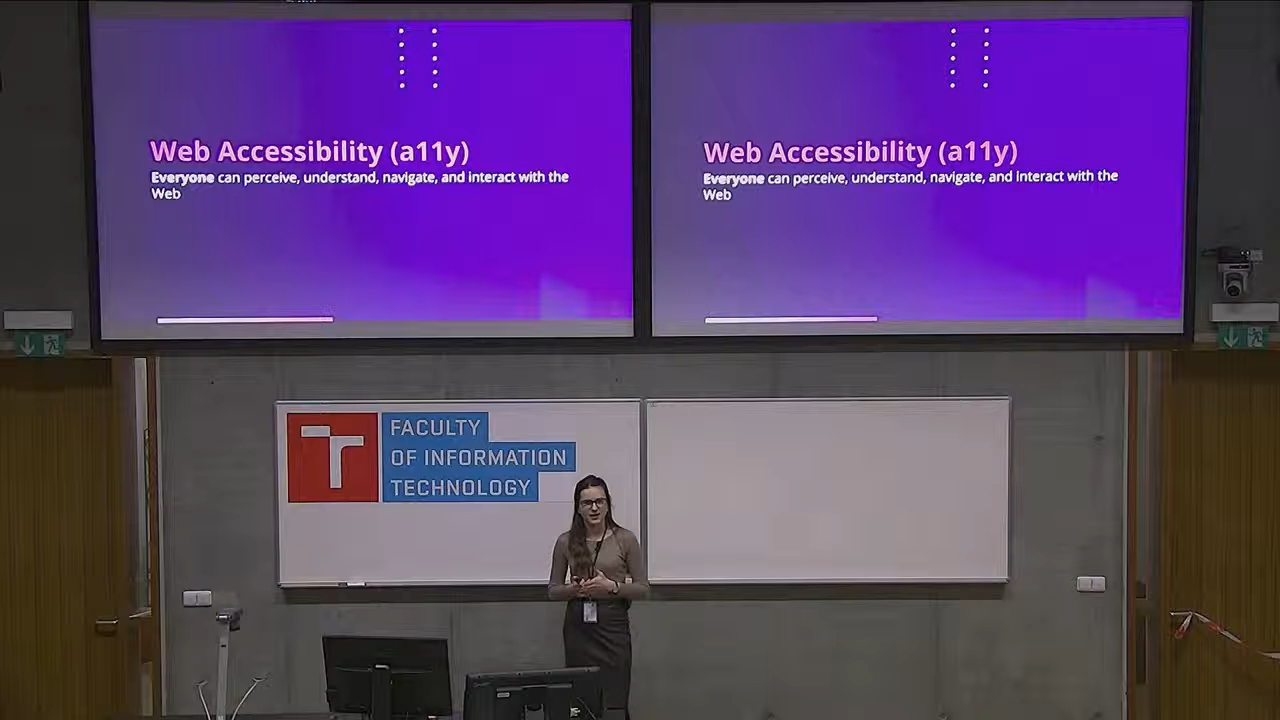 Web Accessibility (a11y)
Everyone can perceive, understand, navigate, and interact with the
Web
Web Accessibility (a11y)
Everyone can perceive, understand, navigate, and interact with the
Web
T
FACULTY
OF INFORMATION
TECHNOLOGY